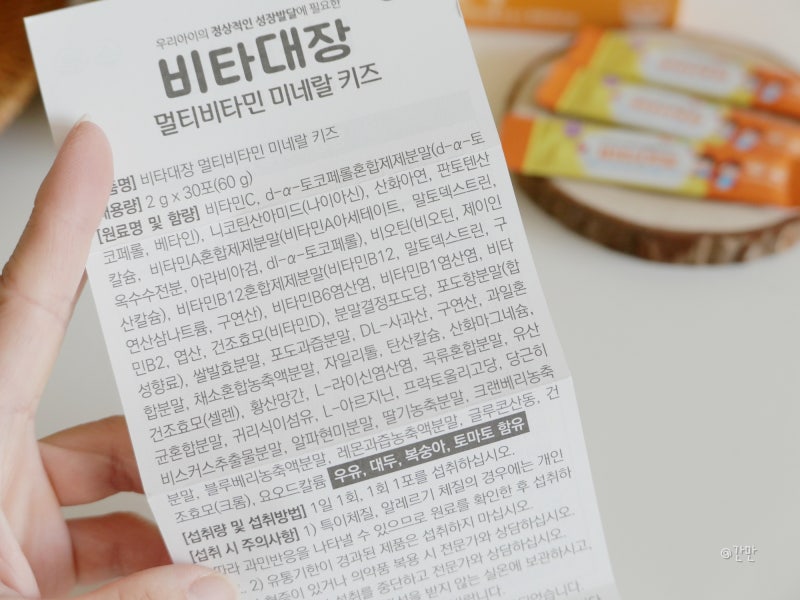 우리아이의 정상적인 성장발달에 필요한
비타대장
멀티비타민 미네랄 키즈
비타대장 멀티비타민 미네랄 키즈
2 g x 30포(60 g)
[원료명 및 함량] 비타민C, d-α-토코페롤혼합제제분말(d-α-토
코페롤, 베타인), 니코틴산아미드(나이아신), 산화아연, 판토텐산
칼슘, 비타민A혼합제제분말(비타민A아세테이트, 말토덱스트린,
옥수수전분, 아라비아검, dl-α-토코페롤), 비오틴(비오틴, 제이인
산칼슘), 비타민B12혼합제제분말(비타민B12, 말토덱스트린, 구
연산삼나트륨, 구연산), 비타민B6염산염, 비타민B1염산염, 비타
민B2, 엽산, 건조효모(비타민D), 분말결정포도당, 포도향분말(합
성향료), 쌀발효분말, 포도과즙분말, DL-사과산, 구연산, 과일혼
합분말, 채소혼합농축액분말, 자일리톨, 탄산칼슘, 산화마그네슘,
건조효모(셀렌), 황산망간, L-라이신염산염, 곡류혼합분말, 유산
균혼합분말, 귀리식이섬유, L-아르지닌, 프락토올리고당, 당근히
비스커스추출물분말, 알파현미분말, 딸기농축분말, 크랜베리농축
분말, 블루베리농축액분말, 레몬과즙농축액분말, 글루콘산동, 건
조효모(크롬), 요오드칼륨 우유, 대두, 복숭아, 토마토 함유
[섭취량 및 섭취방법] 1일 1회, 1회 1포를 섭취하십시오.
[섭취 시 주의사항] 1) 특이체질, 알레르기 체질의 경우에는 개인
따라 과민반응을 나타낼 수 있으므로 원료를 확인한 후 섭취하
2) 유통기한이 경과된 제품은 섭취하지 마십시오.
있거나 의약품 복용 시 전문가와 상담하십시오.
섭취를 중단하고 전문가와 상담하십시오.
받지 않는 실온에 보관하시고,
@칸만